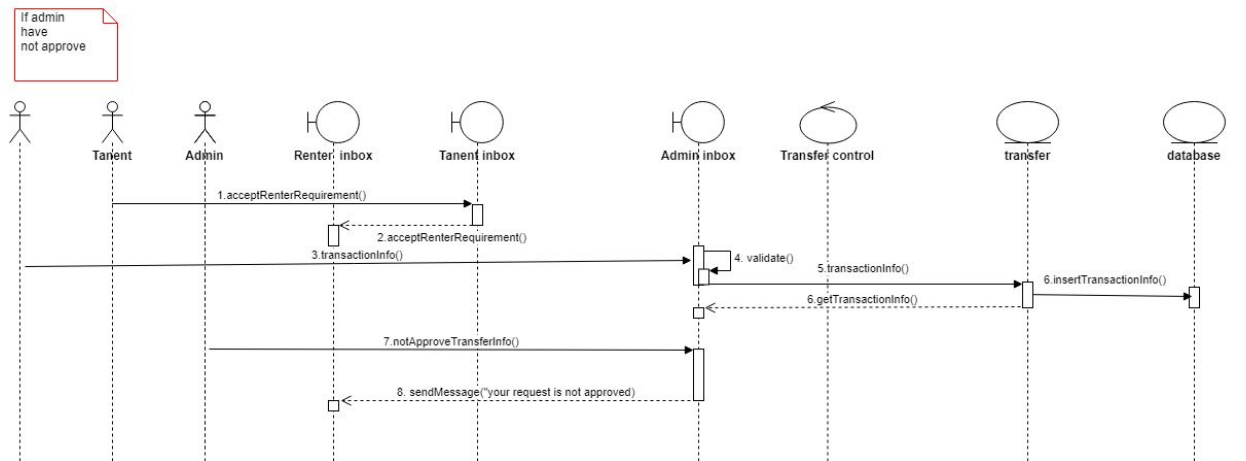 If admin
have
not approve
Tanent
Admin
Renter inbox
Tanent inbox
Admin inbox
Transfer control
transfer
database
1.acceptRenterRequirement()
2.acceptRenterRequirement()
3.transactionInfo()
4. validate()
5.transactionInfo()
6.insertTransactionInfo()
6.getTransactionInfo()
7.notApproveTransferInfo()
8. sendMessage("your request is not approved)